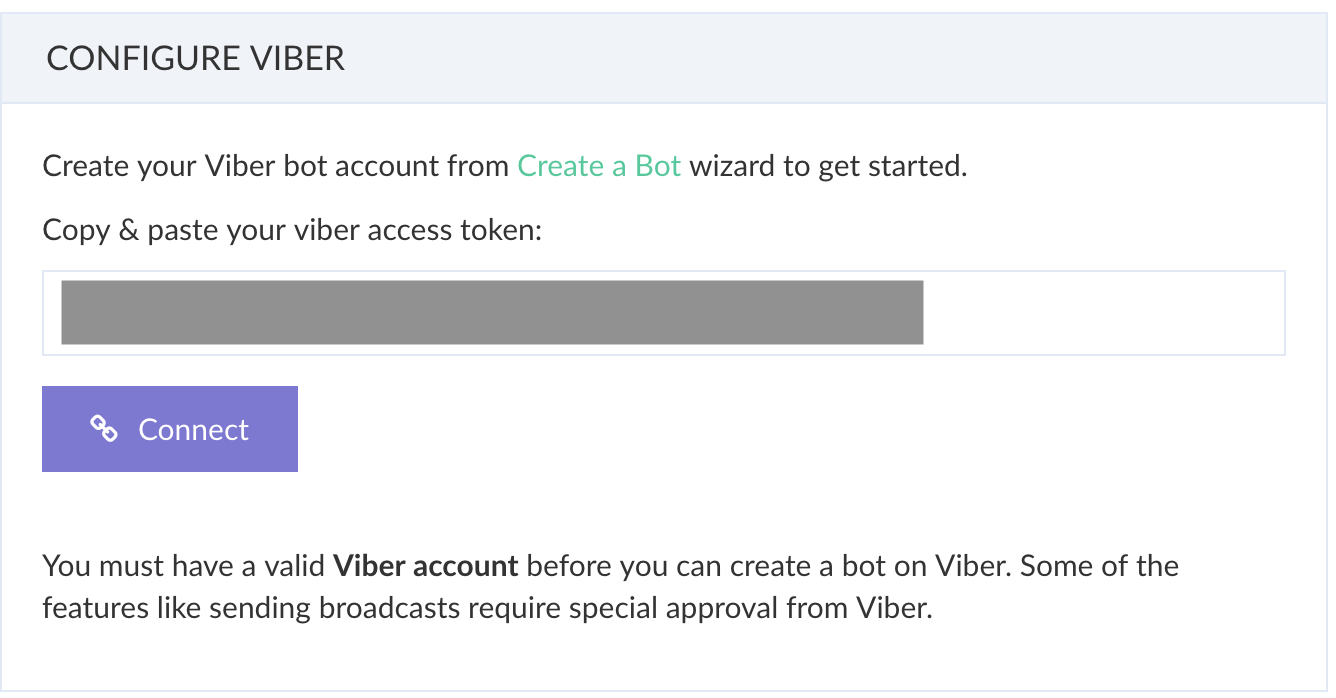 CONFIGURE VIBER
Create your Viber bot account from Create a Bot wizard to get started.
Copy & paste your viber access token:
Connect
You must have a valid Viber account before you can create a bot on Viber. Some of the
features like sending broadcasts require special approval from Viber.